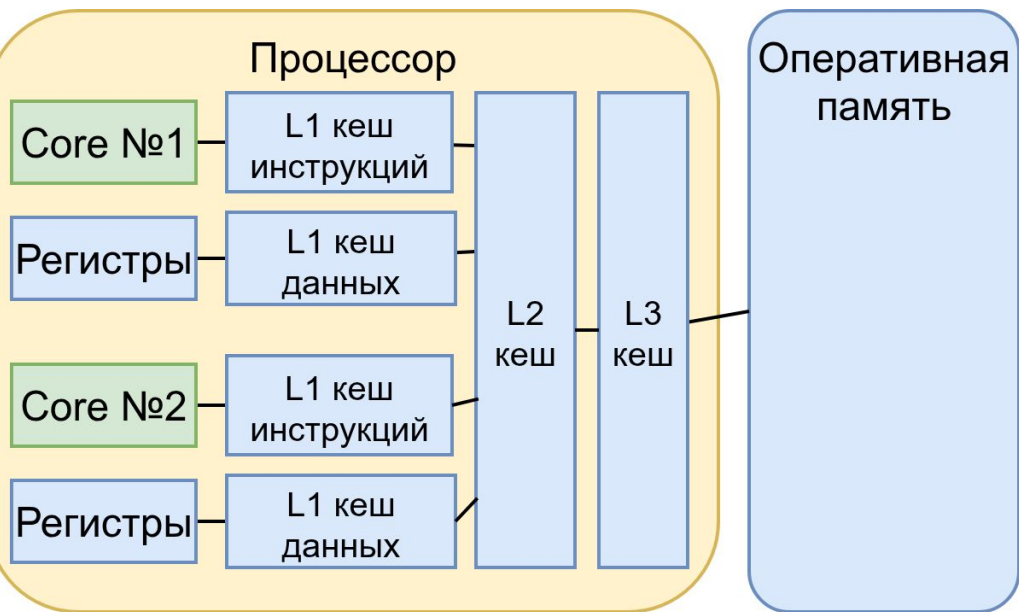 Процессор
Оперативная
память
Core №1
L1 кеш
инструкций
Регистры
L1 кеш
данных
Core №2
L1 кеш
инструкций
Регистры
L1 кеш
данных
L2
кеш
L3
кеш